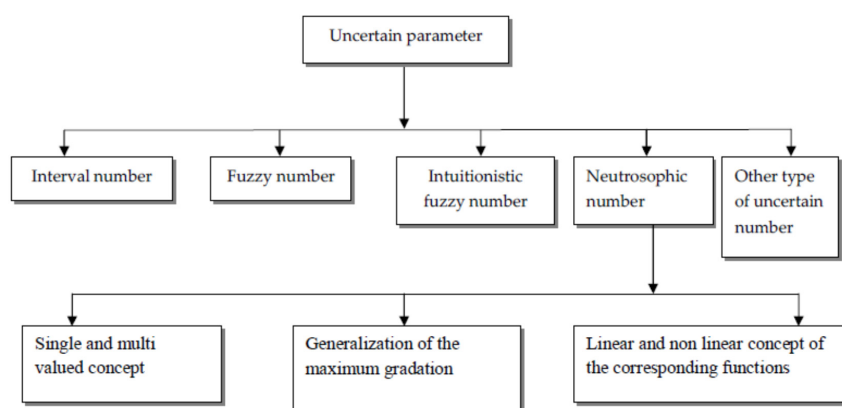 Uncertain parameter
Interval number
Fuzzy number
Intuitionistic
fuzzy number
Neutrosophic
number
Other type
of uncertain
number
Single and multi
valued concept
Generalization of the
maximum gradation
Linear and non linear concept of
the corresponding functions